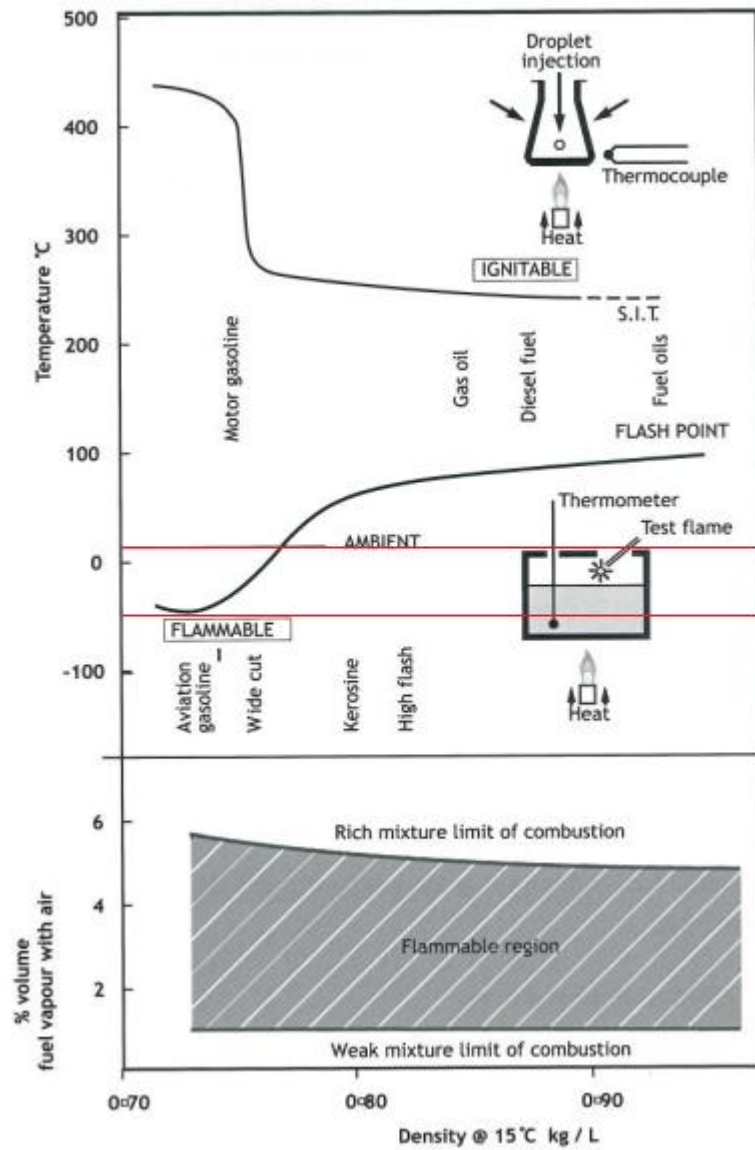 500
400
300
200
100
0
-100
Temperature °C
Droplet
injection
Thermocouple
Heat
IGNITABLE
S.I.T.
Motor gasoline
Gas oil
Diesel fuel
Fuel oils
FLASH POINT
Thermometer
Test flame
AMBIENT
FLAMMABLE
Aviation
gasoline
Wide cut
Kerosine
High flash
Heat
6
4
2
% volume
fuel vapour with air
Rich mixture limit of combustion
Flammable region
Weak mixture limit of combustion
0▫70
0▫80
0▫90
Density @ 15°C kg / L